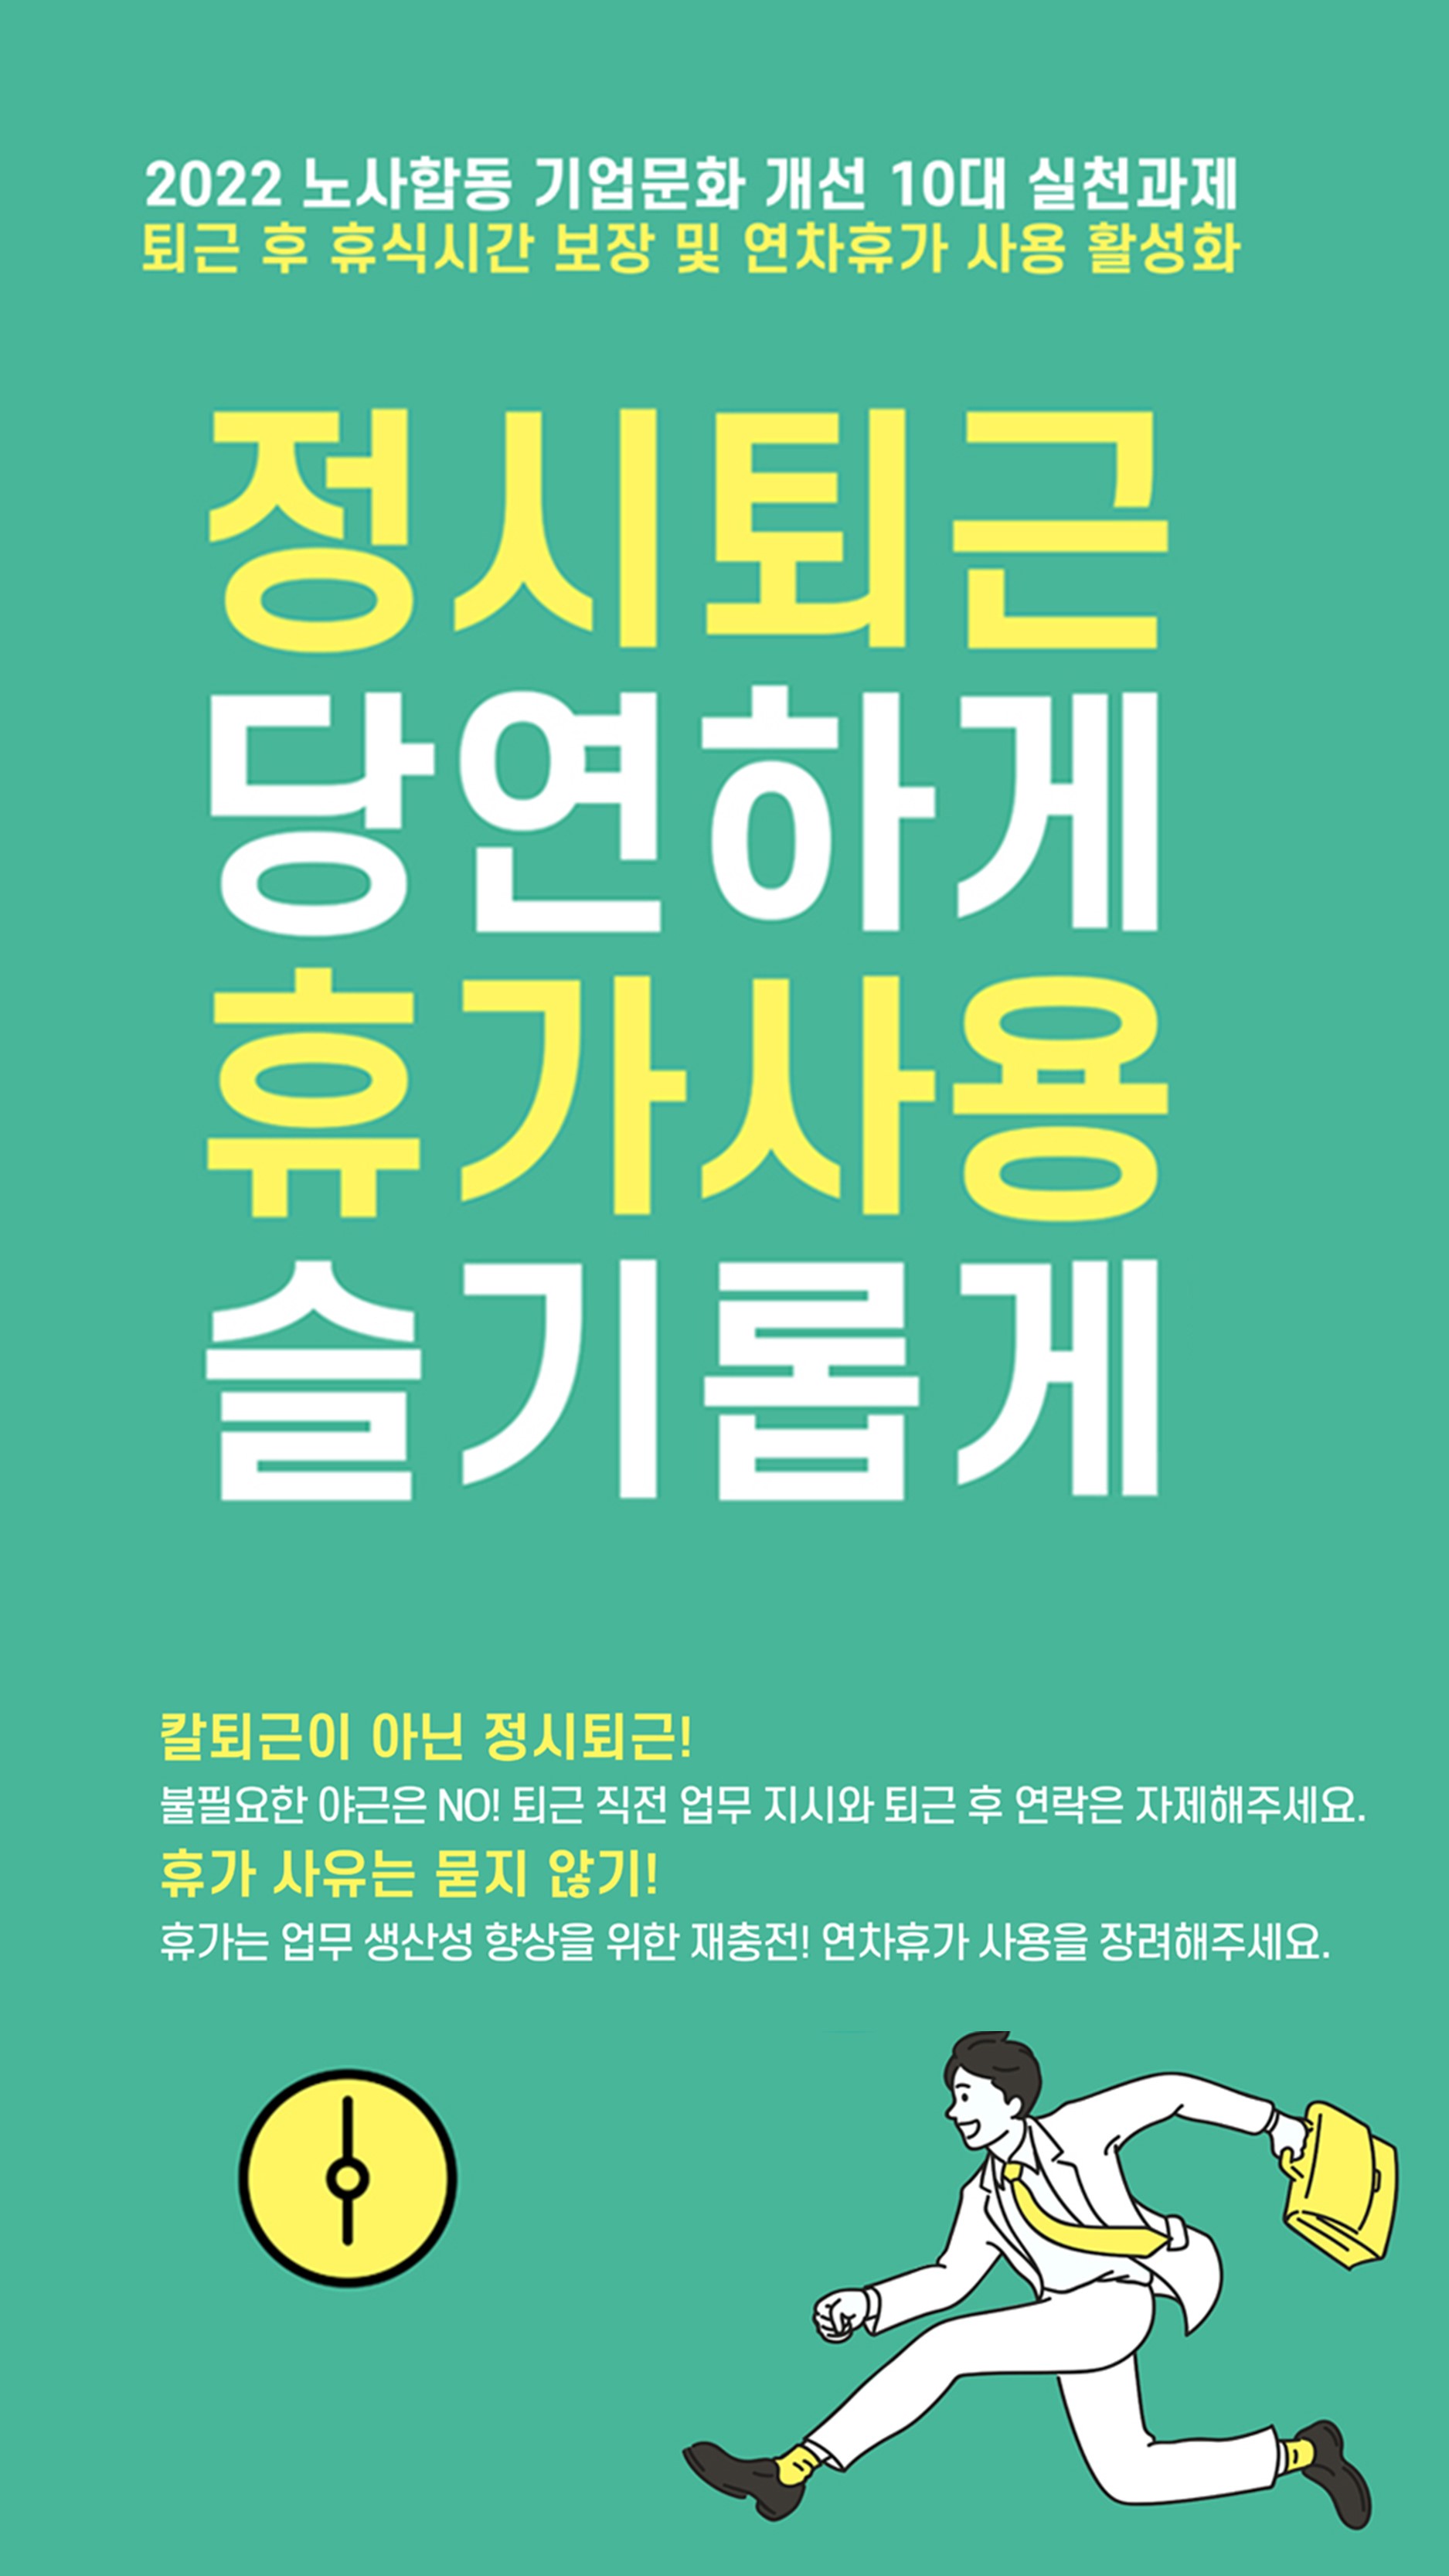 2022 노사합동 기업문화 개선 10대 실천과제
퇴근 후 휴식시간 보장 및 연차휴가 사용 활성화
정시퇴근
당연하게
휴가사용
슬기롭게
칼퇴근이 아닌 정시퇴근!
불필요한 야근은 NO! 퇴근 직전 업무 지시와 퇴근 후 연락은 자제해주세요.
휴가 사유는 묻지 않기!
휴가는 업무 생산성 향상을 위한 재충전! 연차휴가 사용을 장려해주세요.